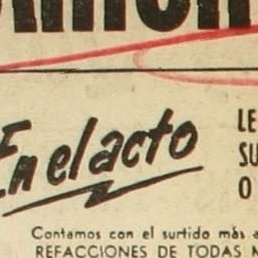 En el acto
LE
SU
O
Contamos con el surtido más
REFACCIONES DE TODAS